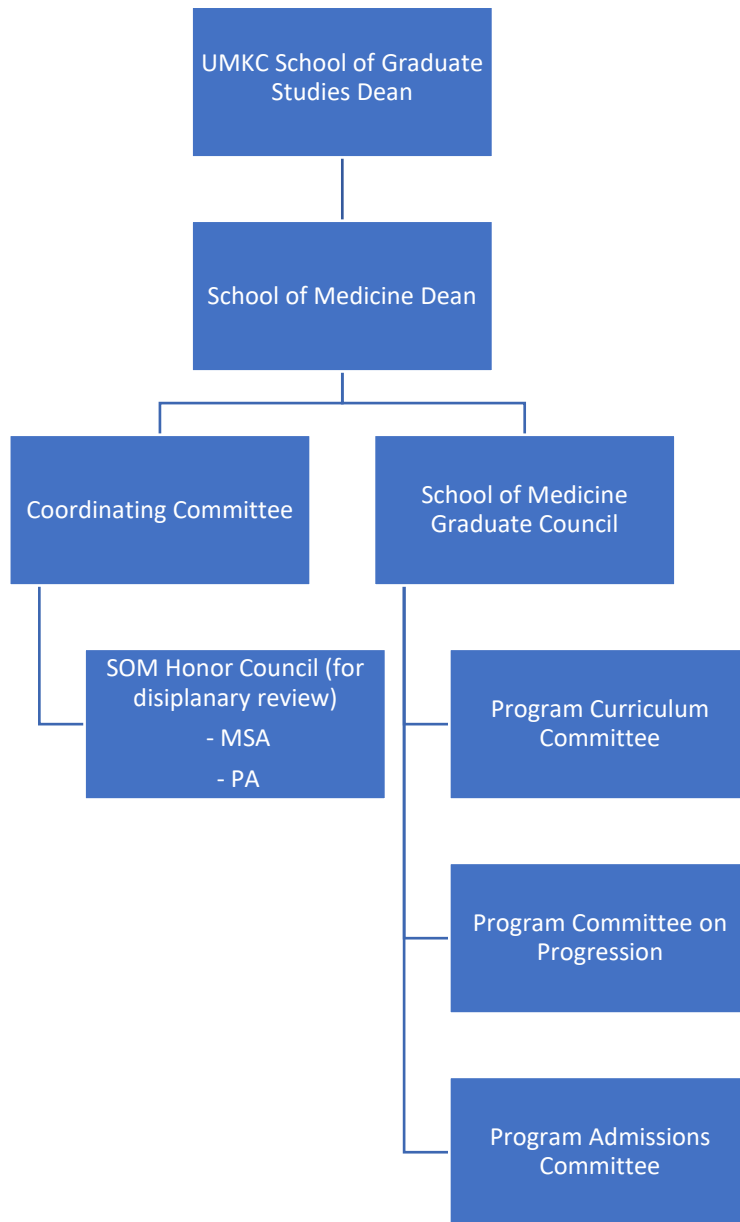 UMKC School of Graduate
Studies Dean
School of Medicine Dean
Coordinating Committee
School of Medicine
Graduate Council
SOM Honor Council (for
disiplanary review)
- MSA
- PA
Program Curriculum
Committee
Program Committee on
Progression
Program Admissions
Committee